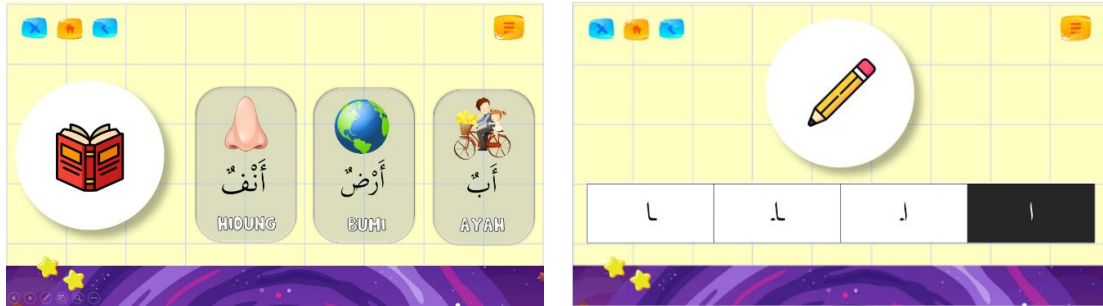 أَبٌ
AYAH
أَرْضٌ
BUMI
أَنْفٌ
HIDUNG
ا اـ ـاـ ـا